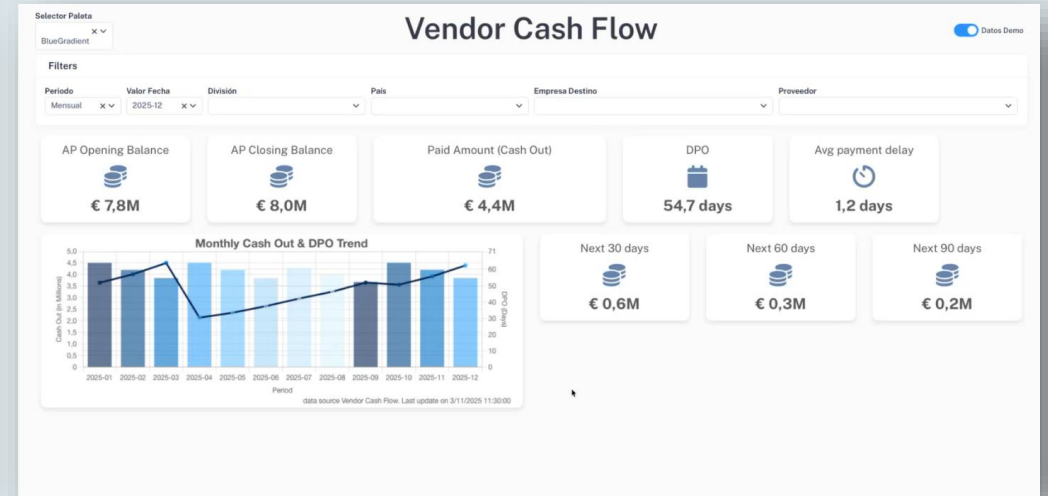 Selector Paleta
BlueGradient
Vendor Cash Flow
Datos Demo
Filters
Periodo
Mensual
Valor Fecha
2025-12
División
País
Empresa Destino
Proveedor
AP Opening Balance
€ 7,8M
AP Closing Balance
€ 8,0M
Paid Amount (Cash Out)
€ 4,4M
DPO
54,7 days
Avg payment delay
1,2 days
Monthly Cash Out & DPO Trend
Cash Out (in Millions)
5,0
4,5
4,0
3,5
3,0
2,5
2,0
1,5
1,0
0,5
0
71
60
50
40
30
20
10
0
DPO (Days)
2025-01 2025-02 2025-03 2025-04 2025-05 2025-06 2025-07 2025-08 2025-09 2025-10 2025-11 2025-12
Period
data source Vendor Cash Flow. Last update on 3/11/2025 11:30:00
Next 30 days
€ 0,6M
Next 60 days
€ 0,3M
Next 90 days
€ 0,2M